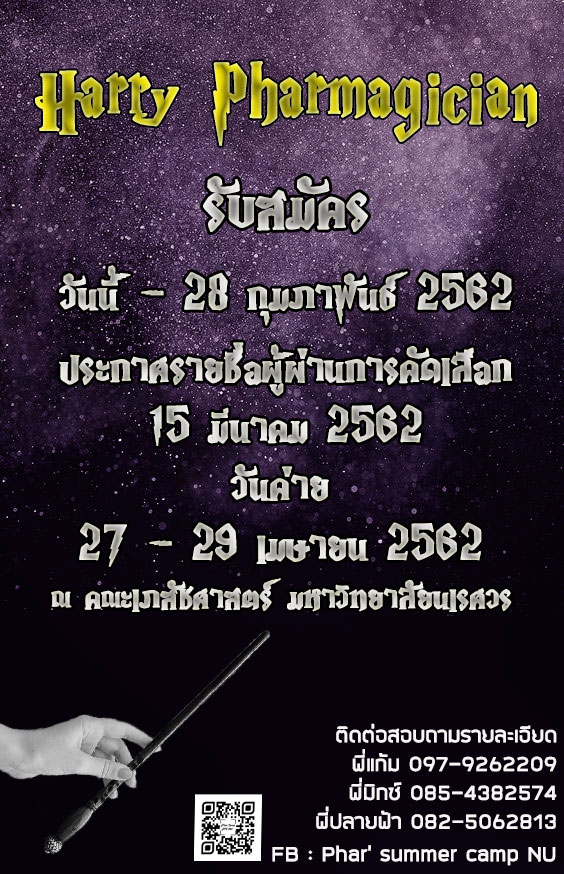 Harry Pharmagician
รับสมัคร
วันนี้ - 28 กุมภาพันธ์ 2562
ประกาศรายชื่อผู้ผ่านการคัดเลือก
15 มีนาคม 2562
วันค่าย
27 - 29 เมษายน 2562
ณ คณะเภสัชศาสตร์ มหาวิทยาลัยนเรศวร
ติดต่อสอบถามรายละเอียด
พี่แก้ม 097-9262209
พี่มิกซ์ 085-4382574
พี่ปลายฟ้า 082-5062813
FB : Phar' summer camp NU